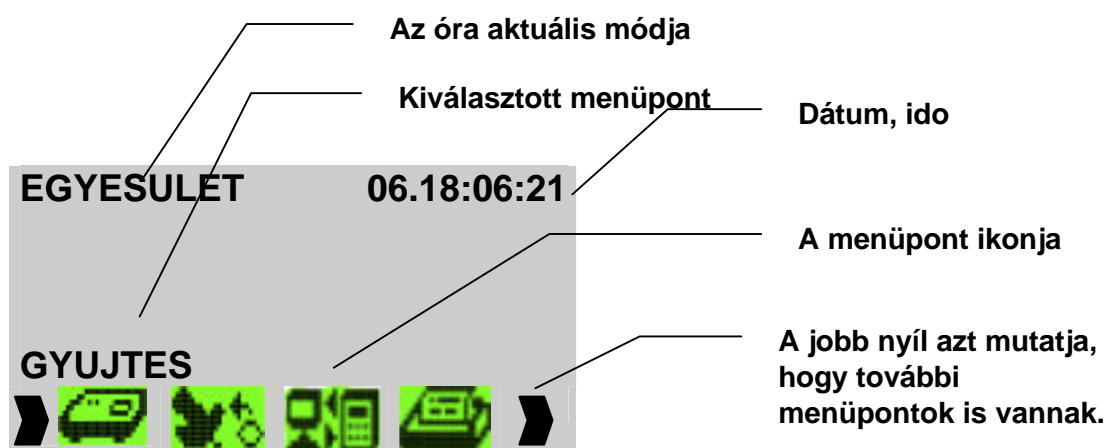 Az óra aktuális módja
Kiválasztott menüpont
Dátum, ido
EGYESULET 06.18:06:21
A menüpont ikonja
GYUJTES
A jobb nyíl azt mutatja,
hogy további
menüpontok is vannak.